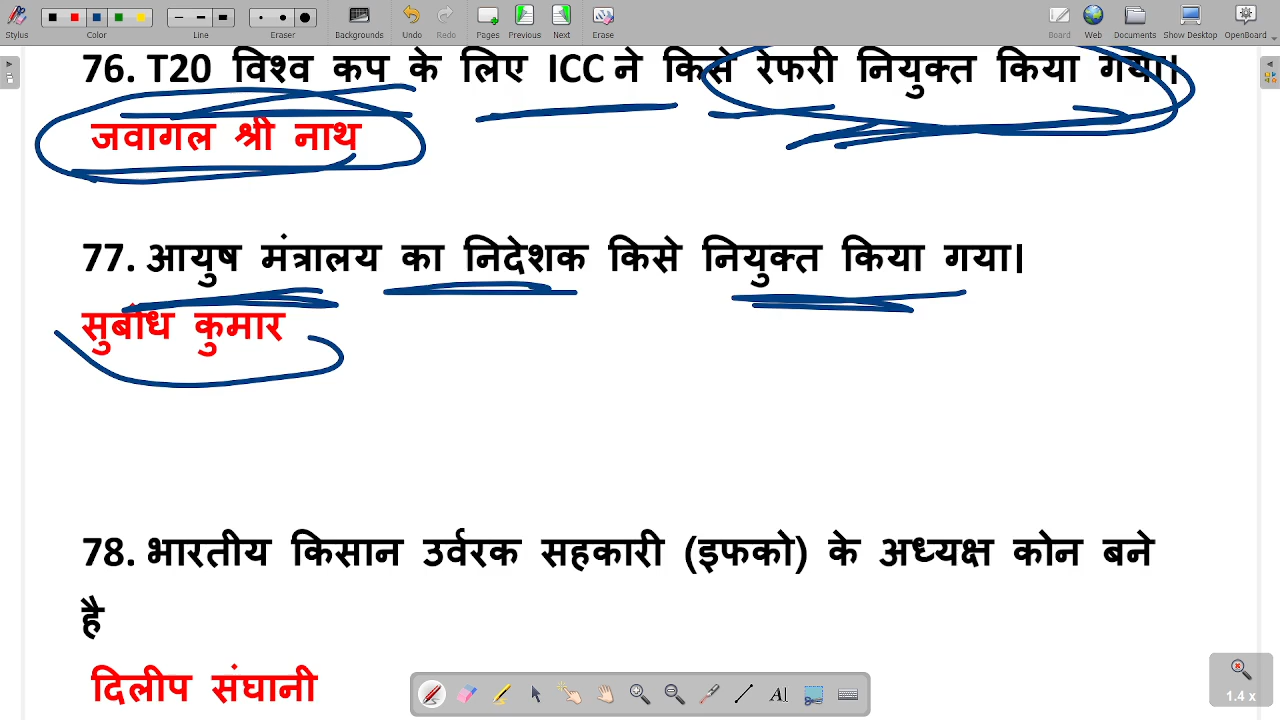 Stylus
Color
Line
Eraser
Backgrounds
Undo
Redo
Pages
Previous
Next
Erase
Board
Web
Documents
Show Desktop
OpenBoard
76. T20 विश्व कप के लिए ICC ने किसे रेफरी नियुक्त किया गया।
जवागल श्री नाथ
77. आयुष मंत्रालय का निदेशक किसे नियुक्त किया गया।
सुबोध कुमार
78. भारतीय किसान उर्वरक सहकारी (इफको) के अध्यक्ष कोन बने
है
दिलीप संघानी
1.4 x